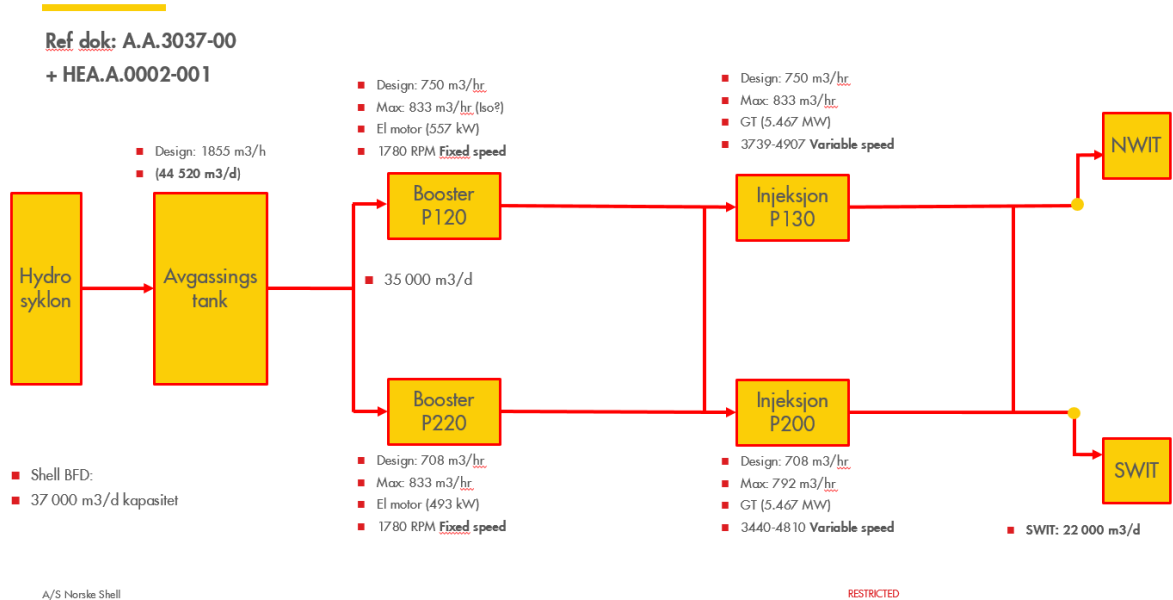 Ref dok: A.A.3037-00
+ HEA.A.0002-001
Design: 1855 m3/h
(44 520 m3/d)
Design: 750 m3/hr
Max: 833 m3/hr (Iso?)
El motor (557 kW)
1780 RPM Fixed speed
Design: 750 m3/hr
Max: 833 m3/hr
GT (5.467 MW)
3739-4907 Variable speed
Hydro
syklon
Avgassings
tank
Booster
P120
Injeksjon
P130
NWIT
35 000 m3/d
Booster
P220
Injeksjon
P200
SWIT
Design: 708 m3/hr
Max: 833 m3/hr
El motor (493 kW)
1780 RPM Fixed speed
Design: 708 m3/hr
Max: 792 m3/hr
GT (5.467 MW)
3440-4810 Variable speed
Shell BFD:
37 000 m3/d kapasitet
SWIT: 22 000 m3/d
A/S Norske Shell
RESTRICTED